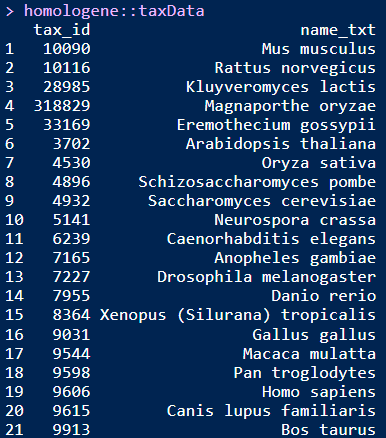 > homologene::taxData
tax_id name_txt
1 10090 Mus musculus
2 10116 Rattus norvegicus
3 28985 Kluyveromyces lactis
4 318829 Magnaporthe oryzae
5 33169 Eremothecium gossypii
6 3702 Arabidopsis thaliana
7 4530 Oryza sativa
8 4896 Schizosaccharomyces pombe
9 4932 Saccharomyces cerevisiae
10 5141 Neurospora crassa
11 6239 Caenorhabditis elegans
12 7165 Anopheles gambiae
13 7227 Drosophila melanogaster
14 7955 Danio rerio
15 8364 Xenopus (Silurana) tropicalis
16 9031 Gallus gallus
17 9544 Macaca mulatta
18 9598 Pan troglodytes
19 9606 Homo sapiens
20 9615 Canis lupus familiaris
21 9913 Bos taurus